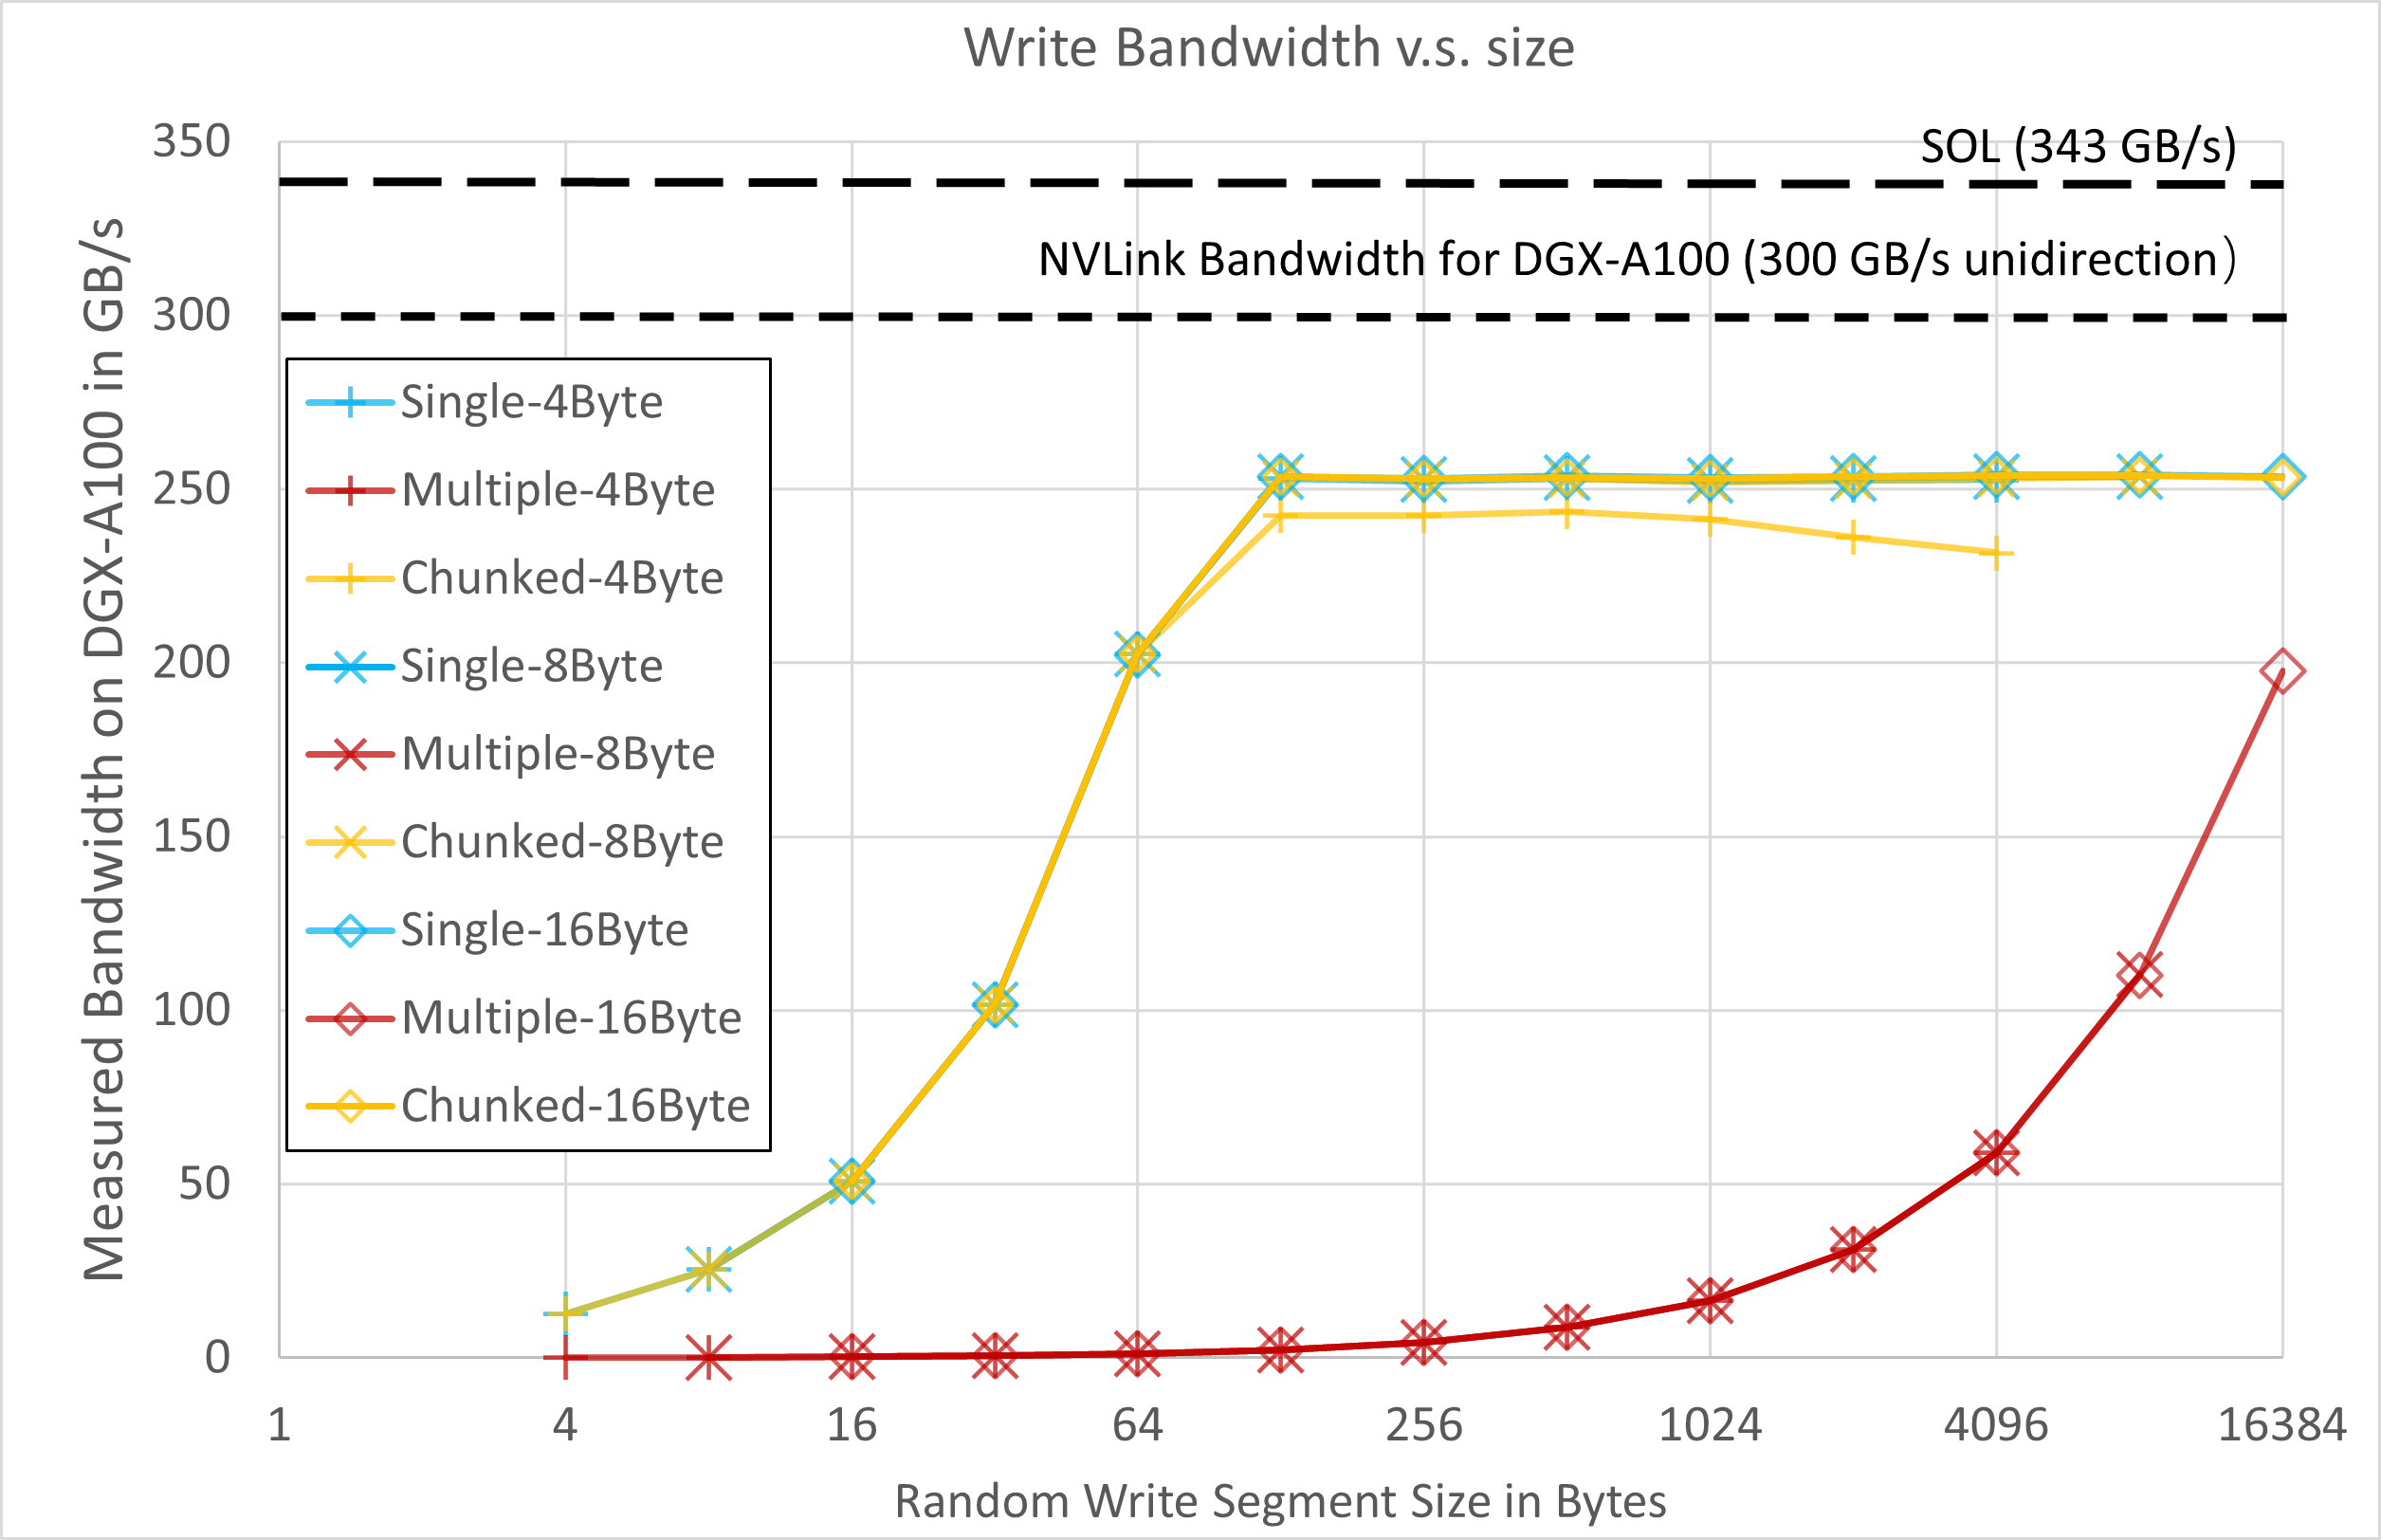 Write Bandwidth v.s. size
Measured Bandwidth on DGX-A100 in GB/s
350
300
250
200
150
100
50
0
SOL (343 GB/s)
NVLink Bandwidth for DGX-A100 (300 GB/s unidirection）
Single-4Byte
Multiple-4Byte
Chunked-4Byte
Single-8Byte
Multiple-8Byte
Chunked-8Byte
Single-16Byte
Multiple-16Byte
Chunked-16Byte
1 4 16 64 256 1024 4096 16384
Random Write Segment Size in Bytes